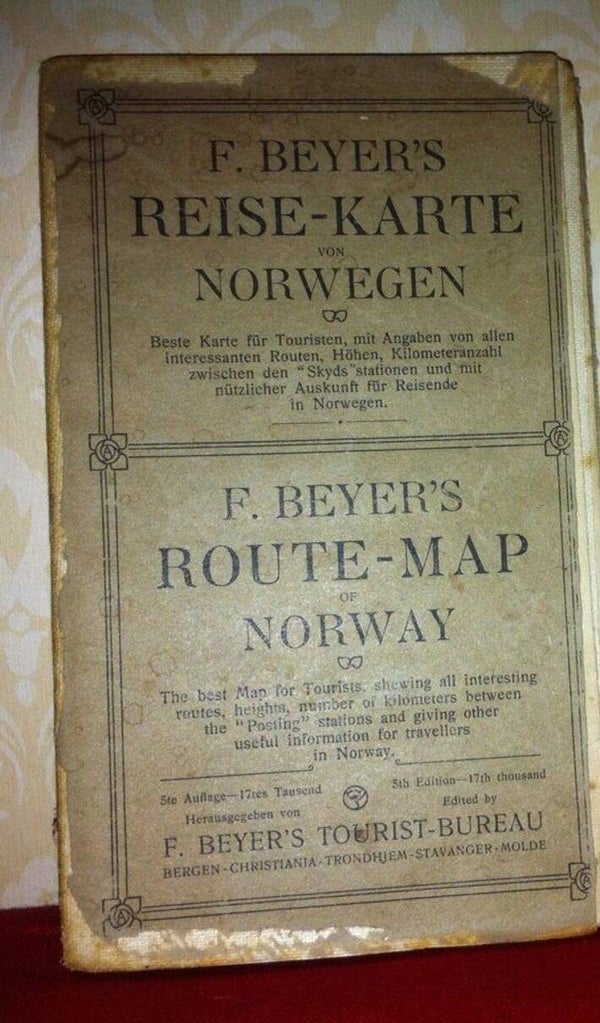 F. BEYER'S
REISE-KARTE
VON
NORWEGEN
Beste Karte für Touristen, mit Angaben von allen
interessanten Routen, Höhen, Kilometeranzahl
zwischen den "Skyds"stationen und mit
nützlicher Auskunft für Reisende
in Norwegen.
F. BEYER'S
ROUTE-MAP
OF
NORWAY
The best Map for Tourists, shewing all interesting
routes, heights, number of kilometers between
the "Posting" stations and giving other
useful information for travellers
in Norway.
5te Auflage—17tes Tausend
Herausgegeben von
5th Edition—17th thousand
Edited by
F. BEYER'S TOURIST-BUREAU
BERGEN-CHRISTIANIA-TRONDHJEM-STAVANGER-MOLDE